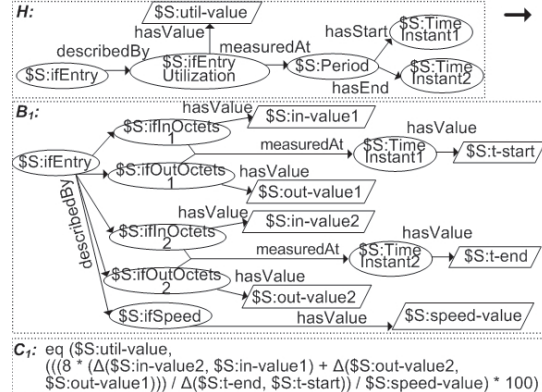 H:
$S:util-value
hasValue
describedBy
measuredAt
hasStart
$S:Time
Instant1
$S:ifEntry
$S:ifEntry
Utilization
$S:Period
hasEnd
$S:Time
Instant2
B1:
$S:ifInOctets
1
hasValue
$S:in-value1
$S:ifEntry
measuredAt
$S:Time
Instant1
hasValue
$S:t-start
$S:ifOutOctets
1
hasValue
$S:out-value1
describedBy
$S:ifInOctets
2
hasValue
$S:in-value2
measuredAt
$S:Time
Instant2
hasValue
$S:t-end
$S:ifOutOctets
2
hasValue
$S:out-value2
$S:ifSpeed
hasValue
$S:speed-value
C1: eq ($S:util-value,
(((8 * (Δ($S:in-value2, $S:in-value1) + Δ($S:out-value2,
$S:out-value1))) / Δ($S:t-end, $S:t-start)) / $S:speed-value) * 100)